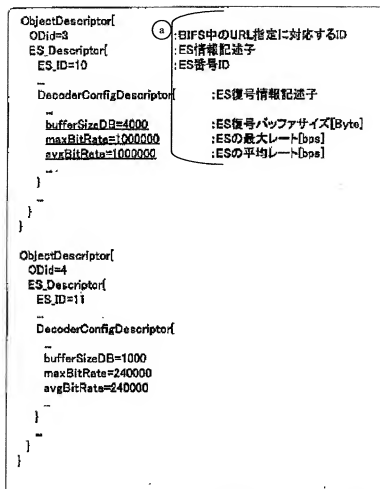 ObjectDescriptor{
ODid=3 ⓐ :BIFS中のURL指定に対応するID
ES_Descriptor{ :ES情報記述子
ES_ID=10 :ES番号ID
...
DecoderConfigDescriptor{ :ES復号情報記述子
...
bufferSizeDB=4000 :ES復号バッファサイズ[Byte]
maxBitRate=1000000 :ESの最大レート[bps]
avgBitRate=1000000 :ESの平均レート[bps]
...
}
...
}
}
ObjectDescriptor{
ODid=4
ES_Descriptor{
ES_ID=11
...
DecoderConfigDescriptor{
...
bufferSizeDB=1000
maxBitRate=240000
avgBitRate=240000
...
}
...
}
}